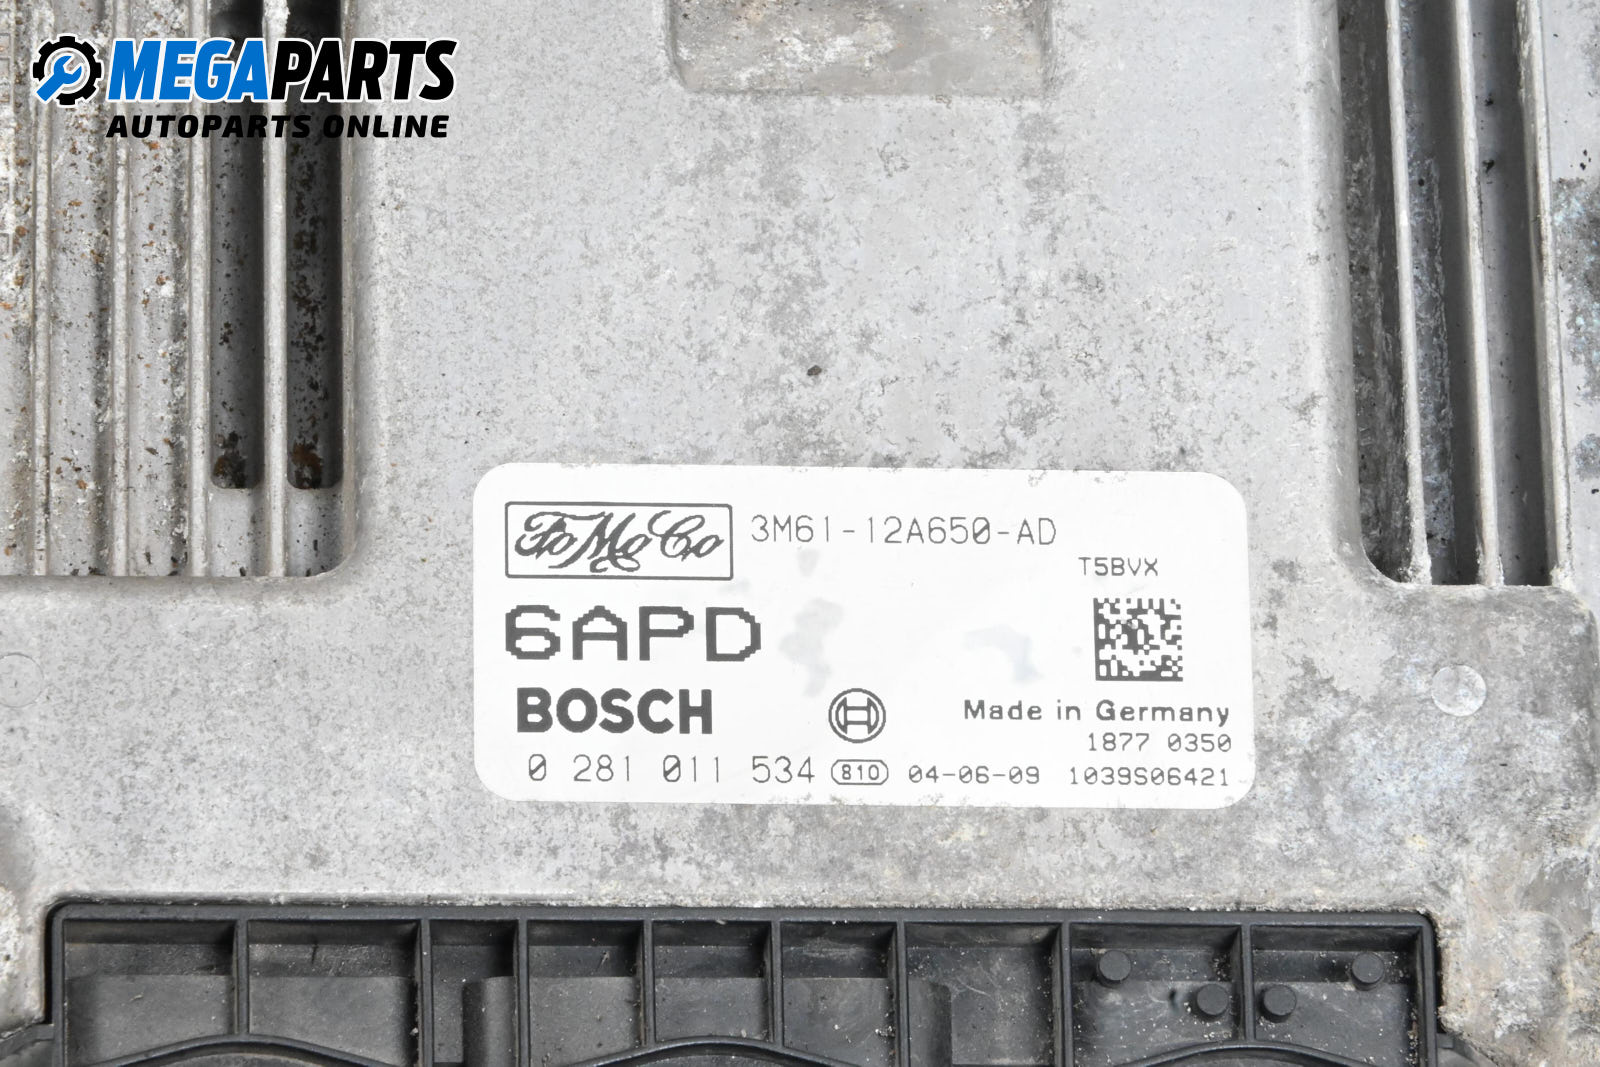 MEGAPARTS
AUTOPARTS ONLINE
FoMoCo 3M61-12A650-AD
T5BVX
6APD
BOSCH
Made in Germany
1877 0350
0 281 011 534 810 04-06-09 1039S06421